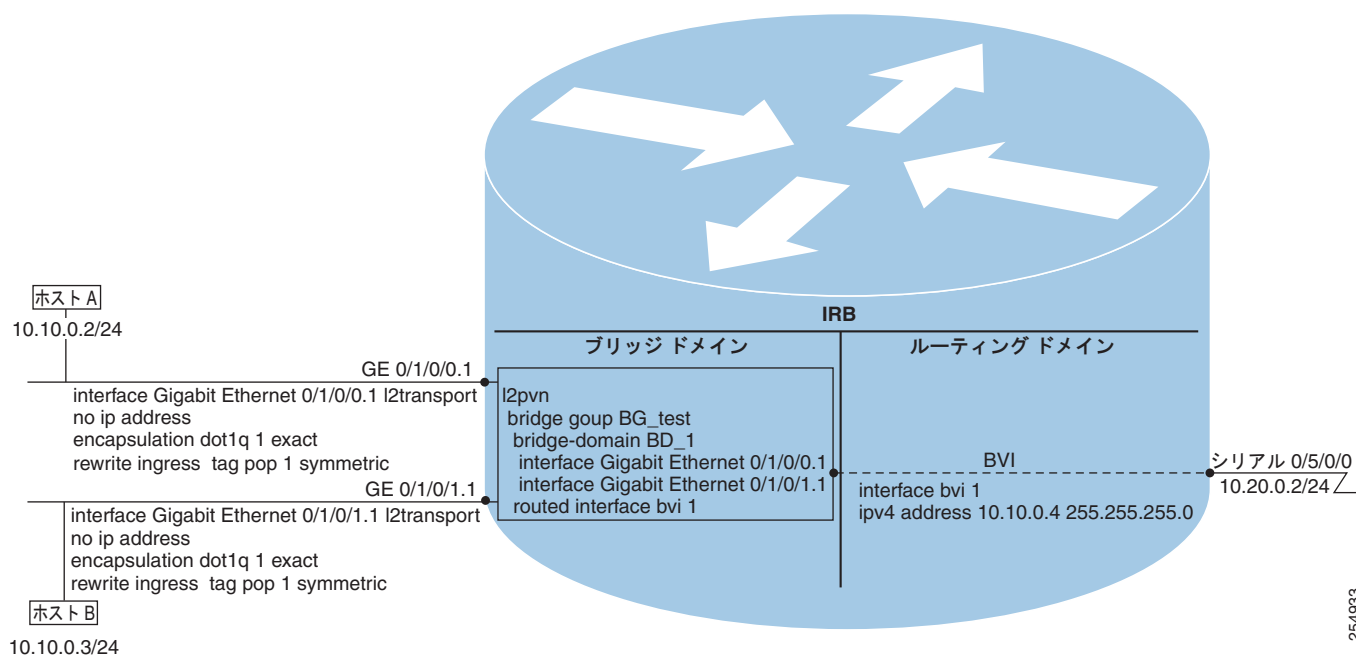 IRB
ブリッジ ドメイン
ルーティング ドメイン
ホスト A
10.10.0.2/24
GE 0/1/0/0.1
interface Gigabit Ethernet 0/1/0/0.1 l2transport
no ip address
encapsulation dot1q 1 exact
rewrite ingress tag pop 1 symmetric
GE 0/1/0/1.1
interface Gigabit Ethernet 0/1/0/1.1 l2transport
no ip address
encapsulation dot1q 1 exact
rewrite ingress tag pop 1 symmetric
ホスト B
10.10.0.3/24
l2pvn
bridge goup BG_test
bridge-domain BD_1
interface Gigabit Ethernet 0/1/0/0.1
interface Gigabit Ethernet 0/1/0/1.1
routed interface bvi 1
BVI
interface bvi 1
ipv4 address 10.10.0.4 255.255.255.0
シリアル 0/5/0/0
10.20.0.2/24
254933